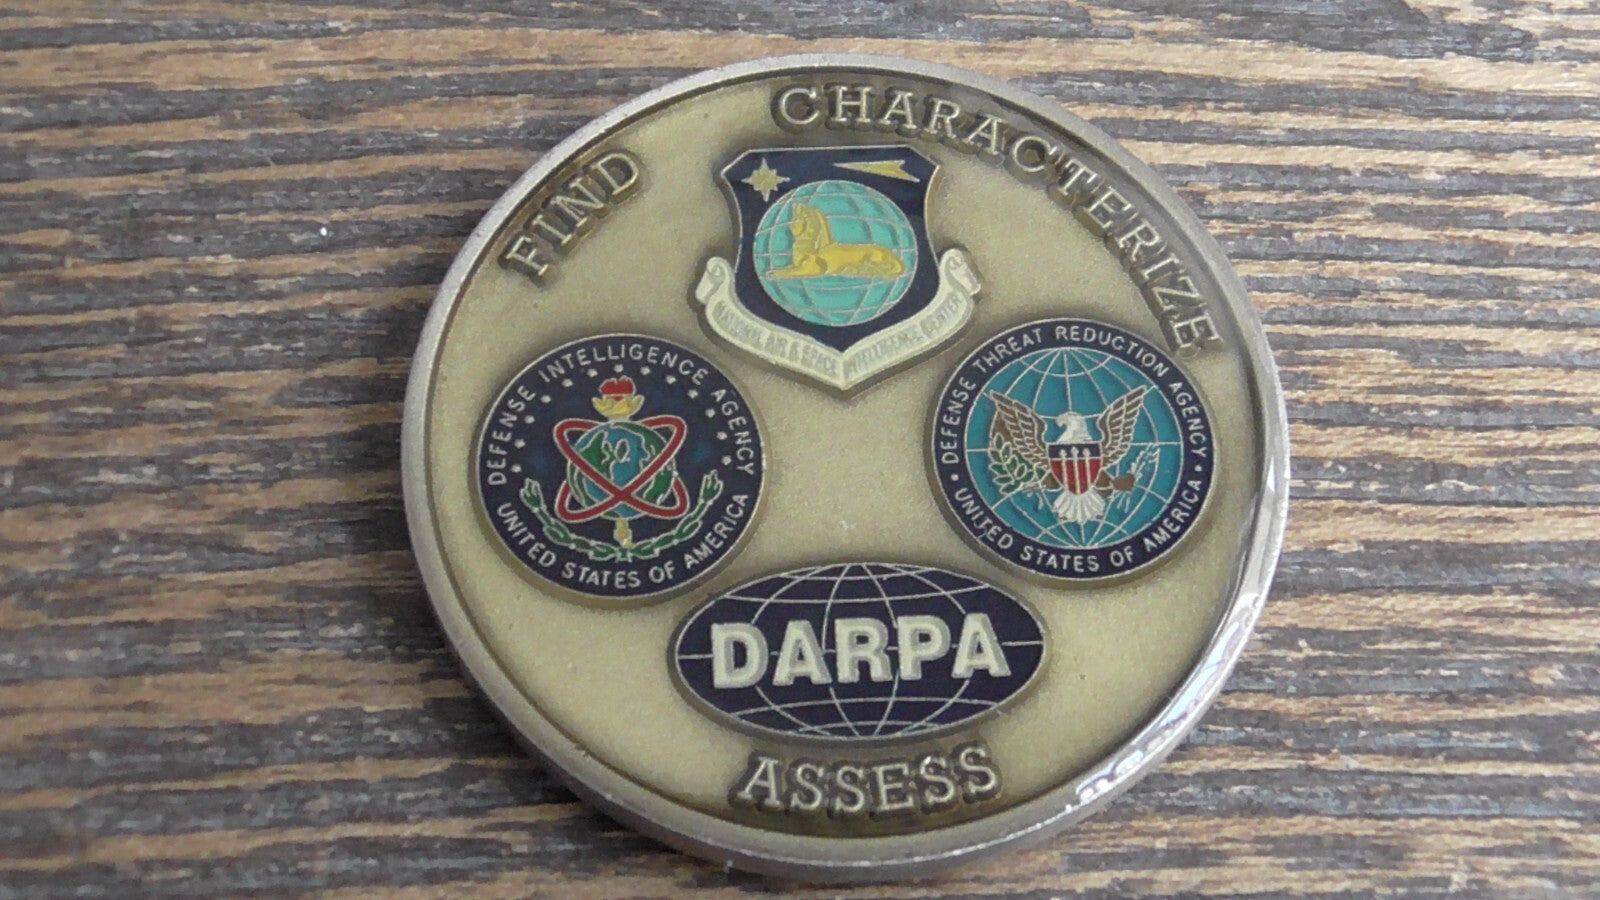 FIND
CHARACTERIZE
NATIONAL AIR & SPACE INTELLIGENCE CENTER
DEFENSE INTELLIGENCE AGENCY
UNITED STATES OF AMERICA
DEFENSE THREAT REDUCTION AGENCY
UNITED STATES OF AMERICA
DARPA
ASSESS